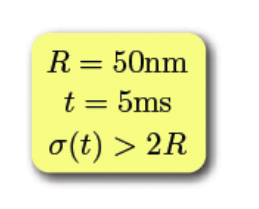 R = 50nm
t = 5ms
σ(t) > 2R